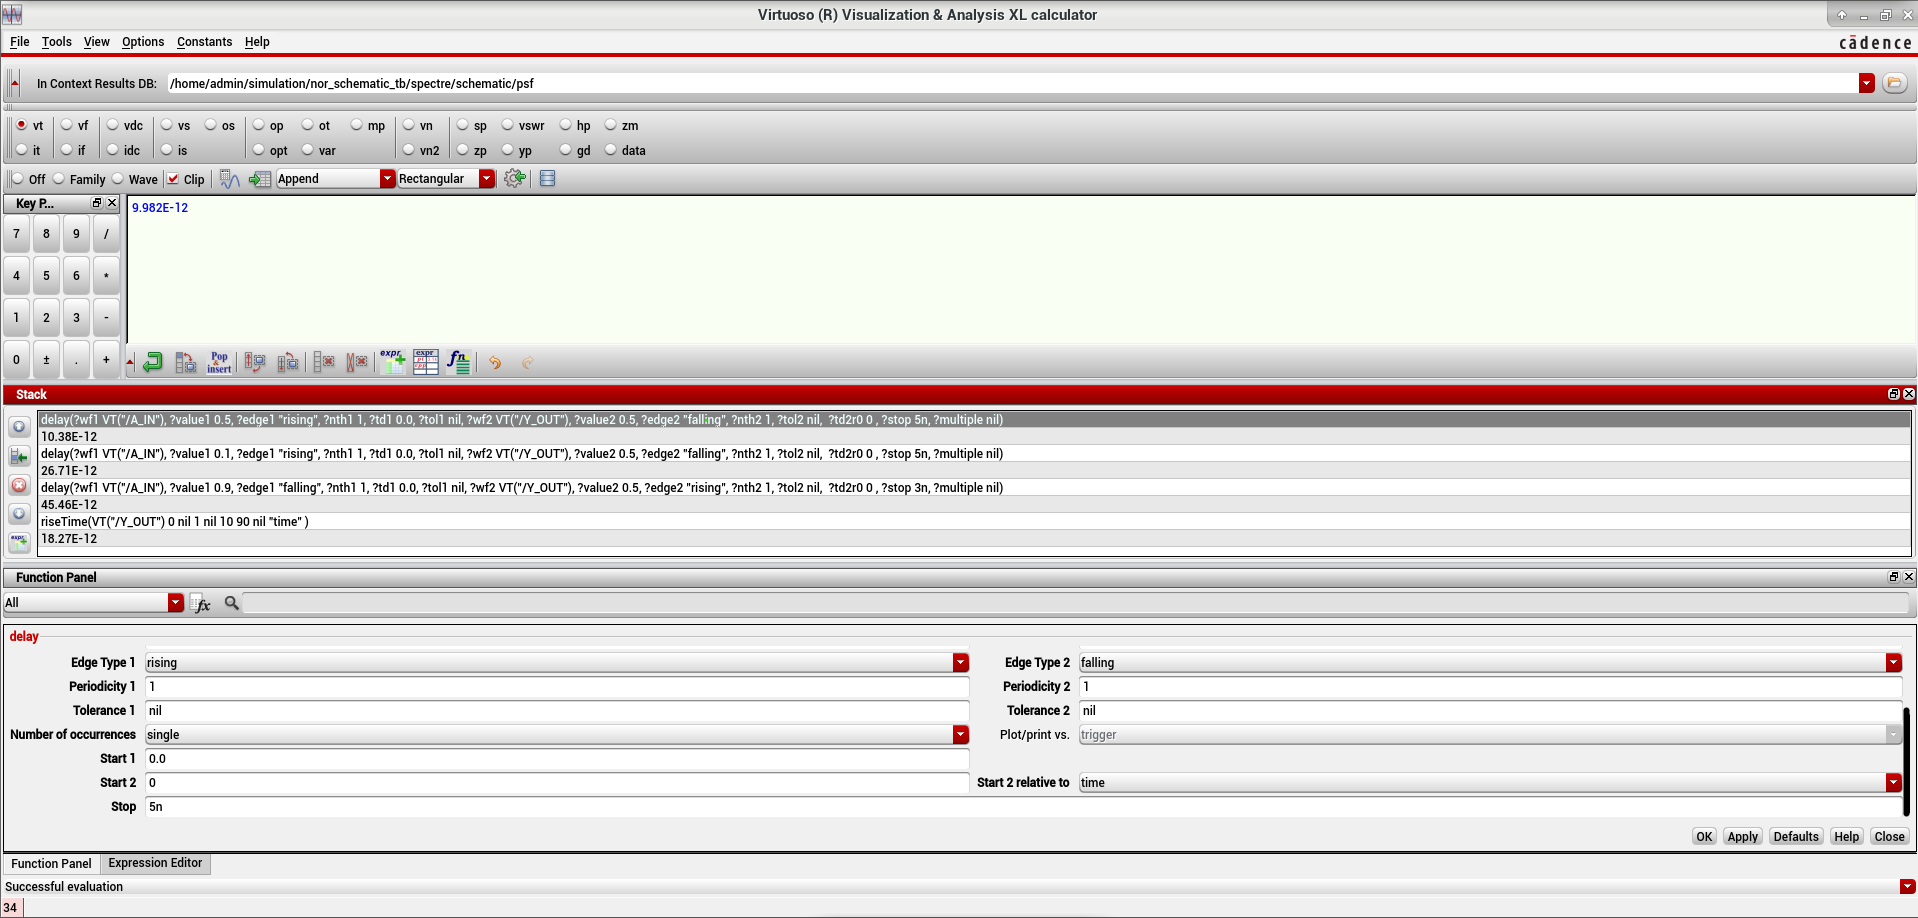 Virtuoso (R) Visualization & Analysis XL calculator
File Tools View Options Constants Help
cādence
In Context Results DB: /home/admin/simulation/nor_schematic_tb/spectre/schematic/psf
vt vf vdc vs os op ot mp vn sp vswr hp zm
it if idc is opt var vn2 zp yp gd data
Off Family Wave Clip Append Rectangular
Key P...
9.982E-12
7 8 9 /
4 5 6 *
1 2 3 -
0 ± . +
Pop & insert expr expr fn
Stack
delay(?wf1 VT("/A_IN"), ?value1 0.5, ?edge1 "rising", ?nth1 1, ?td1 0.0, ?tol1 nil, ?wf2 VT("/Y_OUT"), ?value2 0.5, ?edge2 "falling", ?nth2 1, ?tol2 nil,  ?td2r0 0 , ?stop 5n, ?multiple nil)
10.38E-12
delay(?wf1 VT("/A_IN"), ?value1 0.1, ?edge1 "rising", ?nth1 1, ?td1 0.0, ?tol1 nil, ?wf2 VT("/Y_OUT"), ?value2 0.5, ?edge2 "falling", ?nth2 1, ?tol2 nil,  ?td2r0 0 , ?stop 5n, ?multiple nil)
26.71E-12
delay(?wf1 VT("/A_IN"), ?value1 0.9, ?edge1 "falling", ?nth1 1, ?td1 0.0, ?tol1 nil, ?wf2 VT("/Y_OUT"), ?value2 0.5, ?edge2 "rising", ?nth2 1, ?tol2 nil,  ?td2r0 0 , ?stop 3n, ?multiple nil)
45.46E-12
riseTime(VT("/Y_OUT") 0 nil 1 nil 10 90 nil "time" )
18.27E-12
expr
Function Panel
All fx
delay
Edge Type 1 rising Edge Type 2 falling
Periodicity 1 1 Periodicity 2 1
Tolerance 1 nil Tolerance 2 nil
Number of occurrences single Plot/print vs. trigger
Start 1 0.0
Start 2 0 Start 2 relative to time
Stop 5n
OK Apply Defaults Help Close
Function Panel Expression Editor
Successful evaluation
34